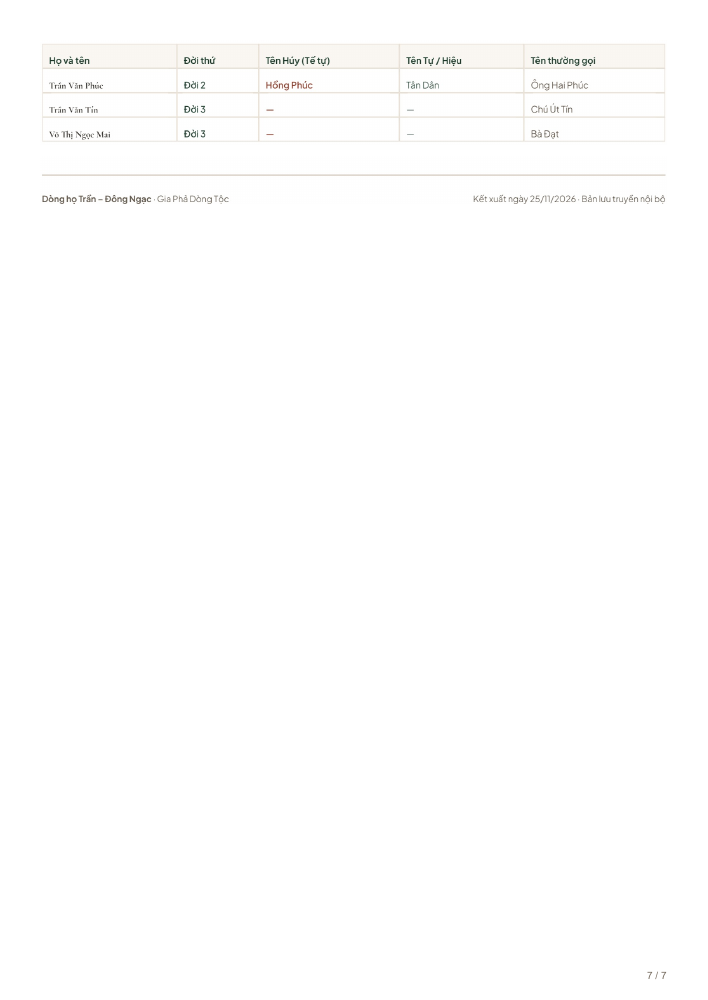 Họ và tên Đời thứ Tên Húy (Tế tự) Tên Tự / Hiệu Tên thường gọi
Trần Văn Phúc Đời 2 Hồng Phúc Tân Dân Ông Hai Phúc
Trần Văn Tín Đời 3 — — Chú Út Tín
Võ Thị Ngọc Mai Đời 3 — — Bà Đạt
Dòng họ Trần – Đông Ngạc · Gia Phả Dòng Tộc Kết xuất ngày 25/11/2026 · Bản lưu truyền nội bộ
7 / 7